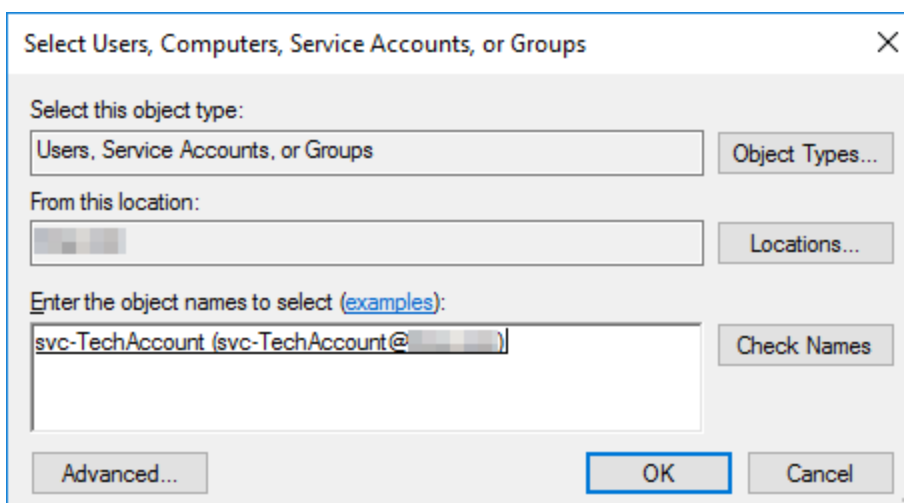 Select Users, Computers, Service Accounts, or Groups
Select this object type:
Users, Service Accounts, or Groups
Object Types...
From this location:
Locations...
Enter the object names to select (examples):
svc-TechAccount (svc-TechAccount@ )
Check Names
Advanced...
OK
Cancel